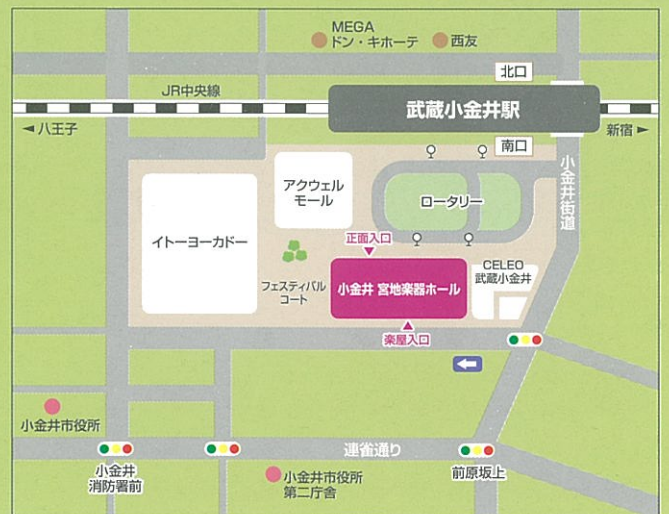 MEGA
ドン・キホーテ
西友
北口
JR中央線
武蔵小金井駅
◄八王子
新宿►
南口
小金井街道
アクウェル
モール
ロータリー
イトーヨーカドー
正面入口
CELEO
武蔵小金井
フェスティバル
コート
小金井 宮地楽器ホール
楽屋入口
小金井市役所
連雀通り
小金井
消防署前
前原坂上
小金井市役所
第二庁舎